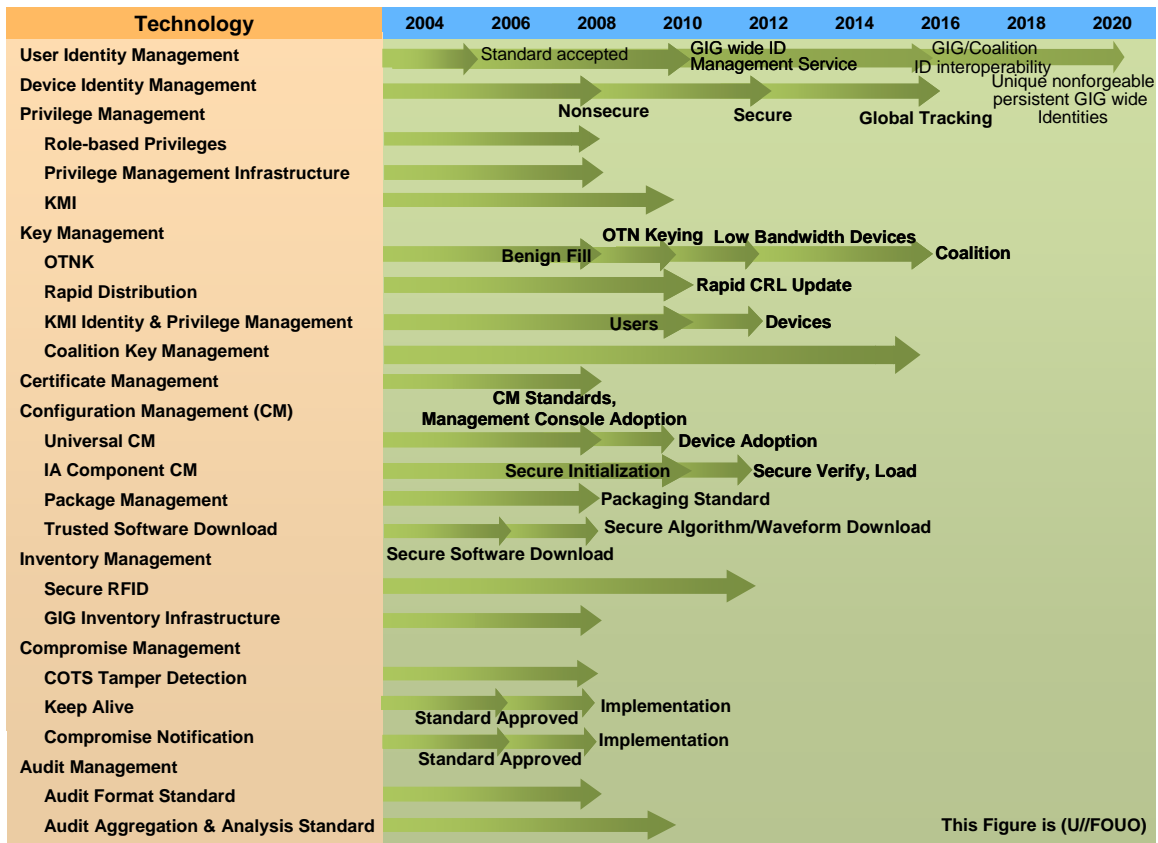 Technology 2004 2006 2008 2010 2012 2014 2016 2018 2020
User Identity Management
Standard accepted
GIG wide ID
Management Service
GIG/Coalition
ID interoperability
Unique nonforgeable
persistent GIG wide
Identities
Device Identity Management
Nonsecure
Secure
Global Tracking
Privilege Management
Role-based Privileges
Privilege Management Infrastructure
KMI
Key Management
OTNK
Benign Fill
OTN Keying
Low Bandwidth Devices
Coalition
Rapid Distribution
Rapid CRL Update
KMI Identity & Privilege Management
Users
Devices
Coalition Key Management
Certificate Management
Configuration Management (CM)
CM Standards,
Management Console Adoption
Universal CM
Device Adoption
IA Component CM
Secure Initialization
Secure Verify, Load
Package Management
Packaging Standard
Trusted Software Download
Secure Software Download
Secure Algorithm/Waveform Download
Inventory Management
Secure RFID
GIG Inventory Infrastructure
Compromise Management
COTS Tamper Detection
Keep Alive
Standard Approved
Implementation
Compromise Notification
Standard Approved
Implementation
Audit Management
Audit Format Standard
Audit Aggregation & Analysis Standard
This Figure is (U//FOUO)